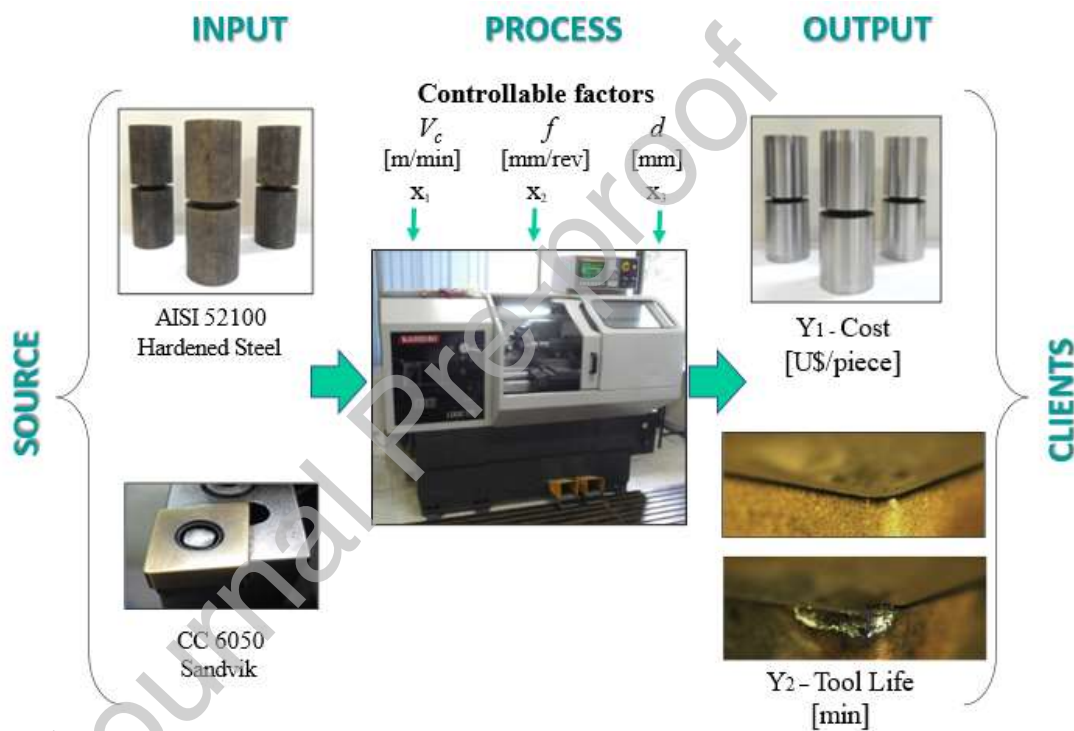 INPUT
PROCESS
OUTPUT
Controllable factors
V_c f d
[m/min] [mm/rev] [mm]
x₁ x₂ x₃
AISI 52100
Hardened Steel
Y1 - Cost
[U$/piece]
SOURCE
CLIENTS
CC 6050
Sandvik
Y2 - Tool Life
[min]
Journal Pre-proof